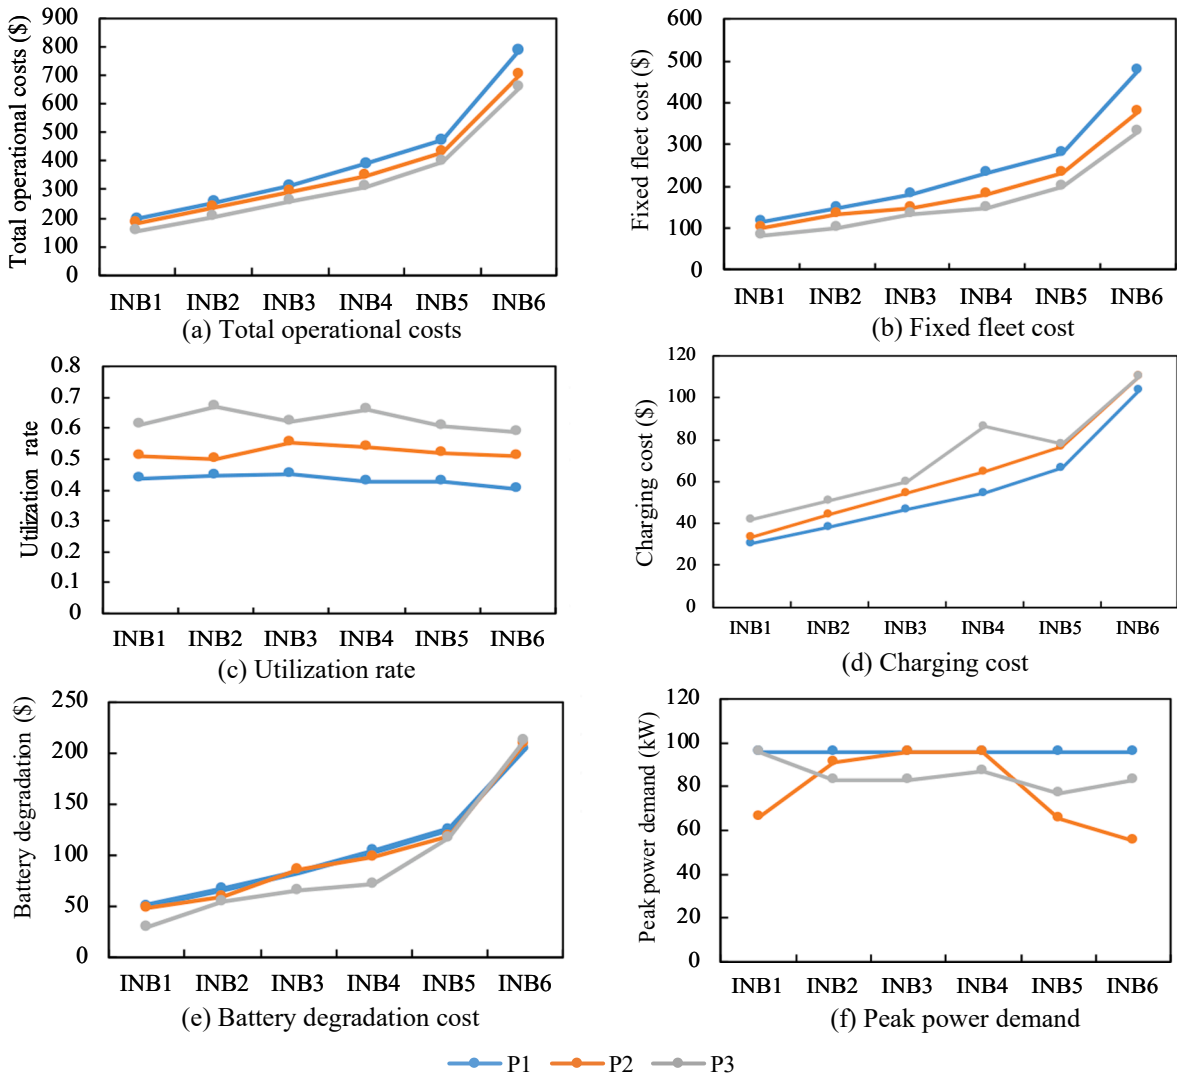 Total operational costs ($)
900
800
700
600
500
400
300
200
100
0
INB1 INB2 INB3 INB4 INB5 INB6
(a) Total operational costs
Fixed fleet cost ($)
600
500
400
300
200
100
0
INB1 INB2 INB3 INB4 INB5 INB6
(b) Fixed fleet cost
Utilization rate
0.8
0.7
0.6
0.5
0.4
0.3
0.2
0.1
0
INB1 INB2 INB3 INB4 INB5 INB6
(c) Utilization rate
Charging cost ($)
120
100
80
60
40
20
0
INB1 INB2 INB3 INB4 INB5 INB6
(d) Charging cost
Battery degradation ($)
250
200
150
100
50
0
INB1 INB2 INB3 INB4 INB5 INB6
(e) Battery degradation cost
Peak power demand (kW)
120
100
80
60
40
20
0
INB1 INB2 INB3 INB4 INB5 INB6
(f) Peak power demand
P1 P2 P3